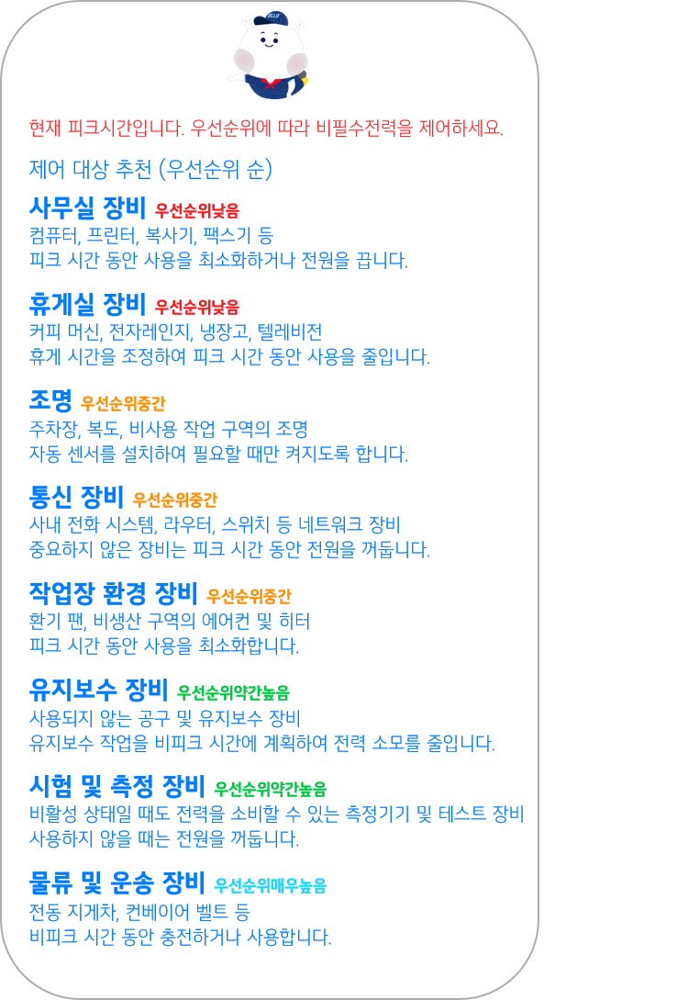 ELLO
현재 피크시간입니다. 우선순위에 따라 비필수전력을 제어하세요.
제어 대상 추천 (우선순위 순)
사무실 장비 우선순위낮음
컴퓨터, 프린터, 복사기, 팩스기 등
피크 시간 동안 사용을 최소화하거나 전원을 끕니다.
휴게실 장비 우선순위낮음
커피 머신, 전자레인지, 냉장고, 텔레비전
휴게 시간을 조정하여 피크 시간 동안 사용을 줄입니다.
조명 우선순위중간
주차장, 복도, 비사용 작업 구역의 조명
자동 센서를 설치하여 필요할 때만 켜지도록 합니다.
통신 장비 우선순위중간
사내 전화 시스템, 라우터, 스위치 등 네트워크 장비
중요하지 않은 장비는 피크 시간 동안 전원을 꺼둡니다.
작업장 환경 장비 우선순위중간
환기 팬, 비생산 구역의 에어컨 및 히터
피크 시간 동안 사용을 최소화합니다.
유지보수 장비 우선순위약간높음
사용되지 않는 공구 및 유지보수 장비
유지보수 작업을 비피크 시간에 계획하여 전력 소모를 줄입니다.
시험 및 측정 장비 우선순위약간높음
비활성 상태일 때도 전력을 소비할 수 있는 측정기기 및 테스트 장비
사용하지 않을 때는 전원을 꺼둡니다.
물류 및 운송 장비 우선순위매우높음
전동 지게차, 컨베이어 벨트 등
비피크 시간 동안 충전하거나 사용합니다.